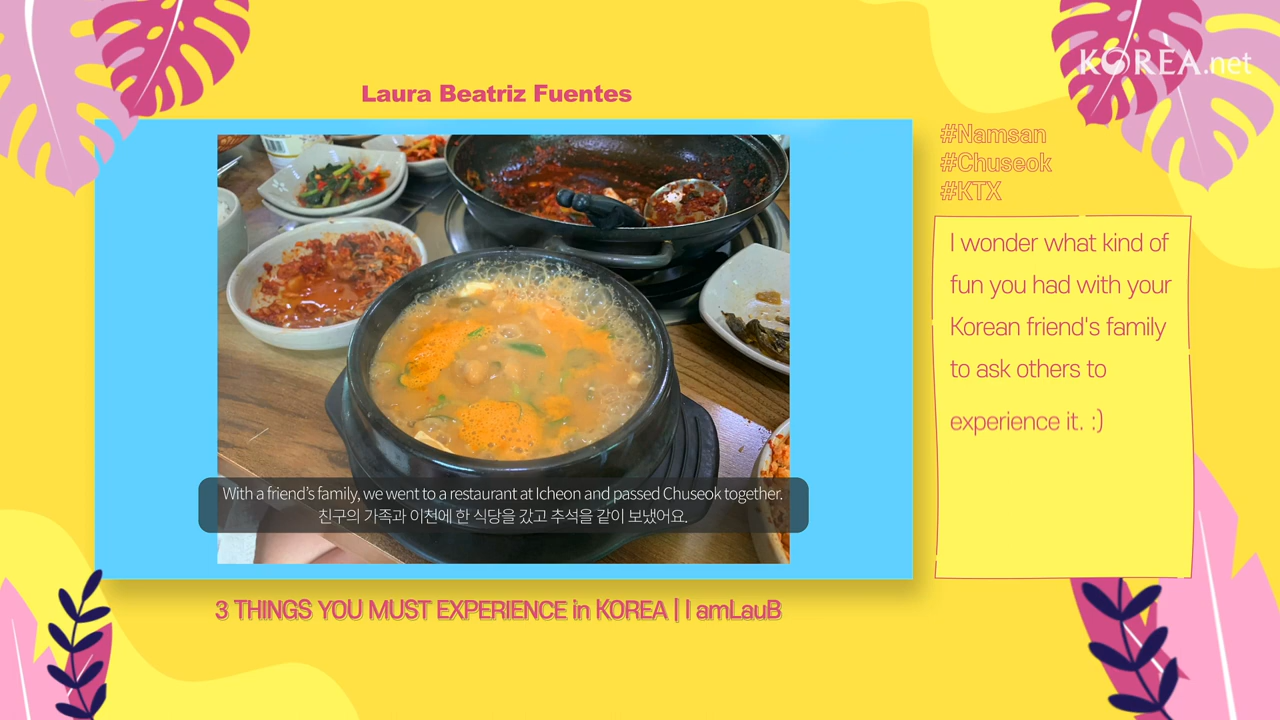 KOREA.net
Laura Beatriz Fuentes
#Namsan
#Chuseok
#KTX
I wonder what kind of
fun you had with your
Korean friend's family
to ask others to
experience it. :)
With a friend's family, we went to a restaurant at Icheon and passed Chuseok together.
친구의 가족과 이천에 한 식당을 갔고 추석을 같이 보냈어요.
3 THINGS YOU MUST EXPERIENCE in KOREA | I amLauB